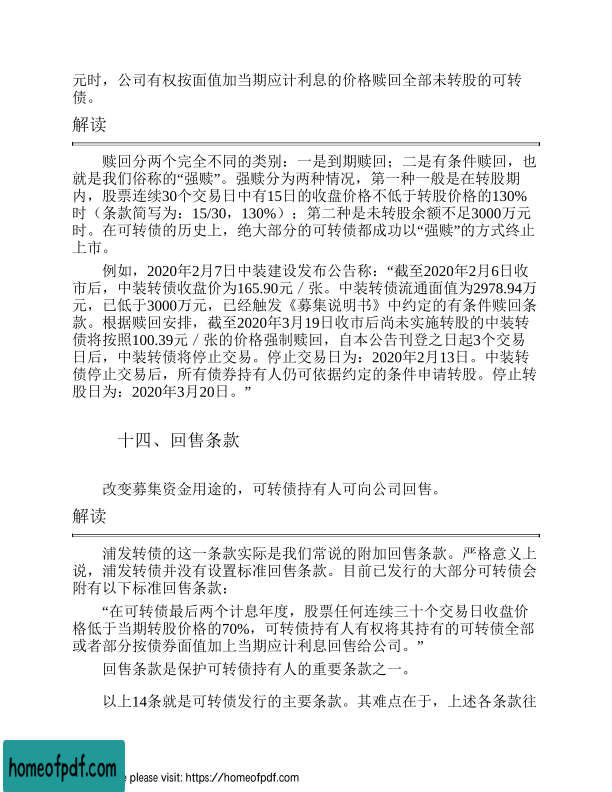 元时，公司有权按面值加当期应计利息的价格赎回全部未转股的可转
债。
解读
赎回分两个完全不同的类别：一是到期赎回；二是有条件赎回，也
就是我们俗称的“强赎”。强赎分为两种情况，第一种一般是在转股期
内，股票连续30个交易日中有15日的收盘价格不低于转股价格的130%
时（条款简写为：15/30，130%）；第二种是未转股余额不足3000万元
时。在可转债的历史上，绝大部分的可转债都成功以“强赎”的方式终止
上市。
例如，2020年2月7日中装建设发布公告称：“截至2020年2月6日收
市后，中装转债收盘价为165.90元／张。中装转债流通面值为2978.94万
元，已低于3000万元，已经触发《募集说明书》中约定的有条件赎回条
款。根据赎回安排，截至2020年3月19日收市后尚未实施转股的中装转
债将按照100.39元／张的价格强制赎回，自本公告刊登之日起3个交易
日后，中装转债将停止交易。停止交易日为：2020年2月13日。中装转
债停止交易后，所有债券持有人仍可依据约定的条件申请转股。停止转
股日为：2020年3月20日。”
十四、回售条款
改变募集资金用途的，可转债持有人可向公司回售。
解读
浦发转债的这一条款实际是我们常说的附加回售条款。严格意义上
说，浦发转债并没有设置标准回售条款。目前已发行的大部分可转债会
附有以下标准回售条款：
“在可转债最后两个计息年度，股票任何连续三十个交易日收盘价
格低于当期转股价格的70%，可转债持有人有权将其持有的可转债全部
或者部分按债券面值加上当期应计利息回售给公司。”
回售条款是保护可转债持有人的重要条款之一。
以上14条就是可转债发行的主要条款。其难点在于，上述各条款往
homeofpdf.com
e please visit: https://homeofpdf.com